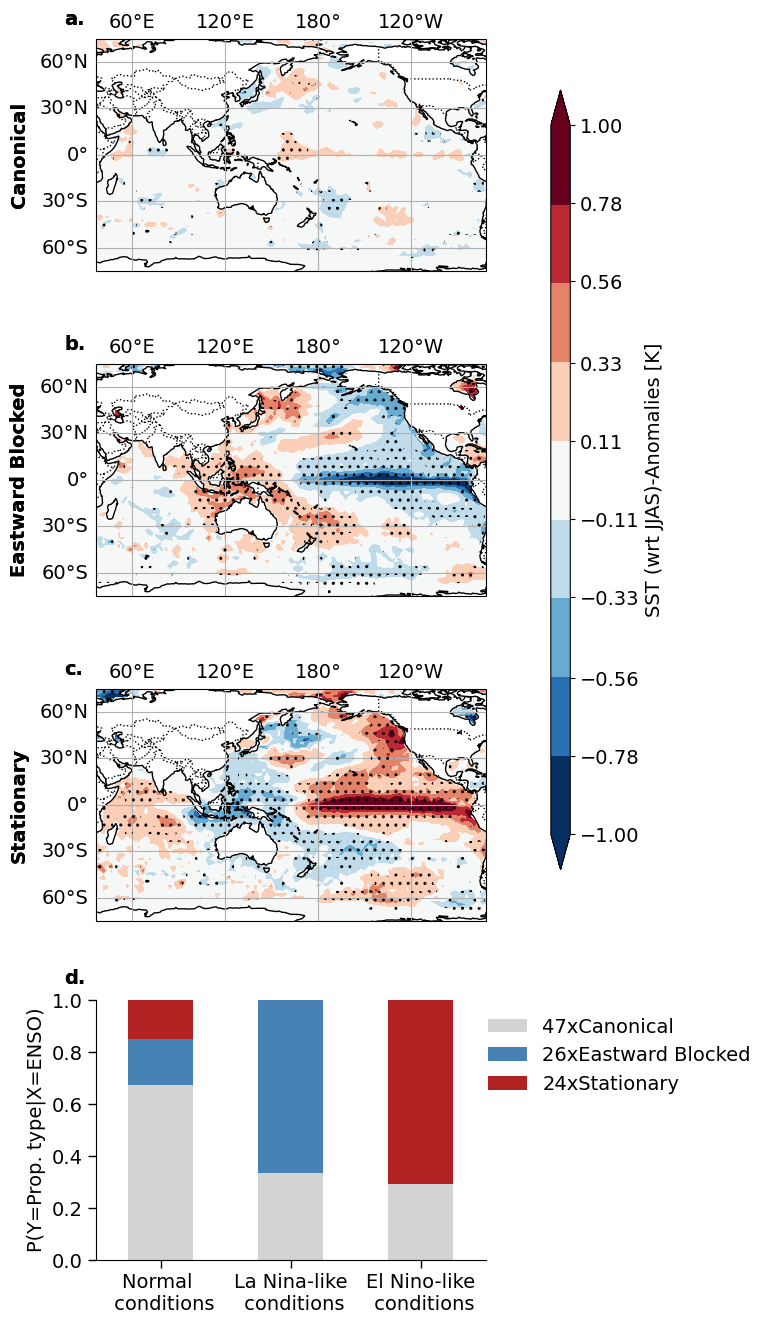 a.
60°E 120°E 180° 120°W
60°N
30°N
0°
30°S
60°S
Canonical
b.
60°E 120°E 180° 120°W
60°N
30°N
0°
30°S
60°S
Eastward Blocked
c.
60°E 120°E 180° 120°W
60°N
30°N
0°
30°S
60°S
Stationary
1.00
0.78
0.56
0.33
0.11
−0.11
−0.33
−0.56
−0.78
−1.00
SST (wrt JJAS)-Anomalies [K]
d.
1.0
0.8
0.6
0.4
0.2
0.0
P(Y=Prop. type|X=ENSO)
Normal
conditions
La Nina-like
conditions
El Nino-like
conditions
47xCanonical
26xEastward Blocked
24xStationary